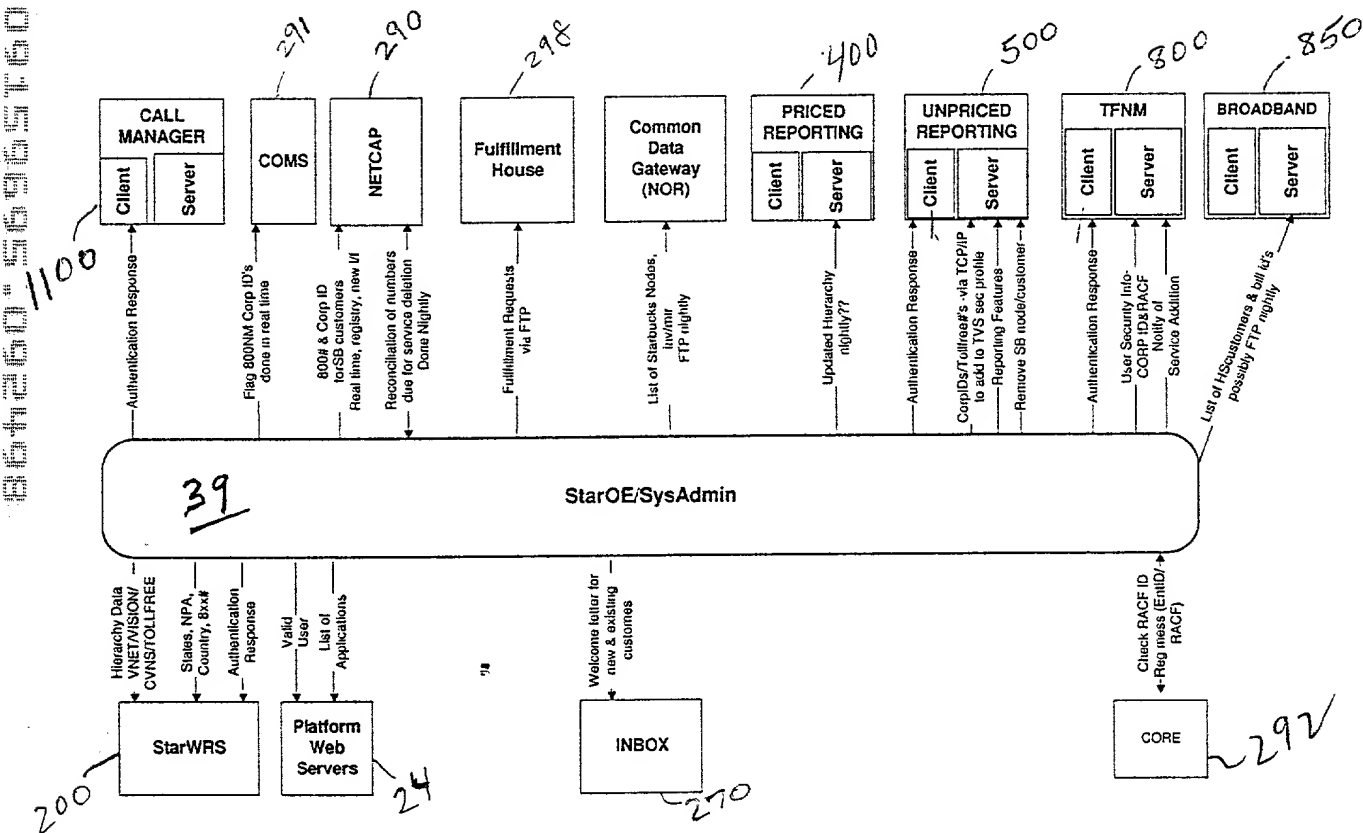 291
290
298
400
500
800
850
CALL
MANAGER
Client
Server
COMS
NETCAP
Fulfillment
House
Common
Data
Gateway
(NOR)
PRICED
REPORTING
Client
Server
UNPRICED
REPORTING
Client
Server
TFNM
Client
Server
BROADBAND
Client
Server
1100
Authentication Response
Flag 800NM Corp ID's
done in real time
800# & Corp ID
forSB customers
Real time, registry, new I/I
Reconciliation of numbers
due for service deletion
Done Nightly
Fulfillment Requests
via FTP
List of Starbucks Nodes,
inv/mir
FTP nightly
Updated Hierarchy
nightly??
Authentication Response
CorpIDs/Tollfree#'s -via TCP/IP
to add to TVS sec profile
Reporting Features
Remove SB node/customer
Authentication Response
User Security Info-
CORP ID& RACF
Notify of
Service Addition
List of HScustomers & bill id's
possibly FTP nightly
39
StarOE/SysAdmin
Hierarchy Data
VNET/VISION/
CVNS/TOLLFREE
States, NPA,
Country, 8xx#
Authentication
Response
Valid
User
List of
Applications
Welcome letter for
new & existing
customes
Check RACF ID
Reg mess (EntID/
RACF)
StarWRS
Platform
Web
Servers
INBOX
CORE
200
24
270
292